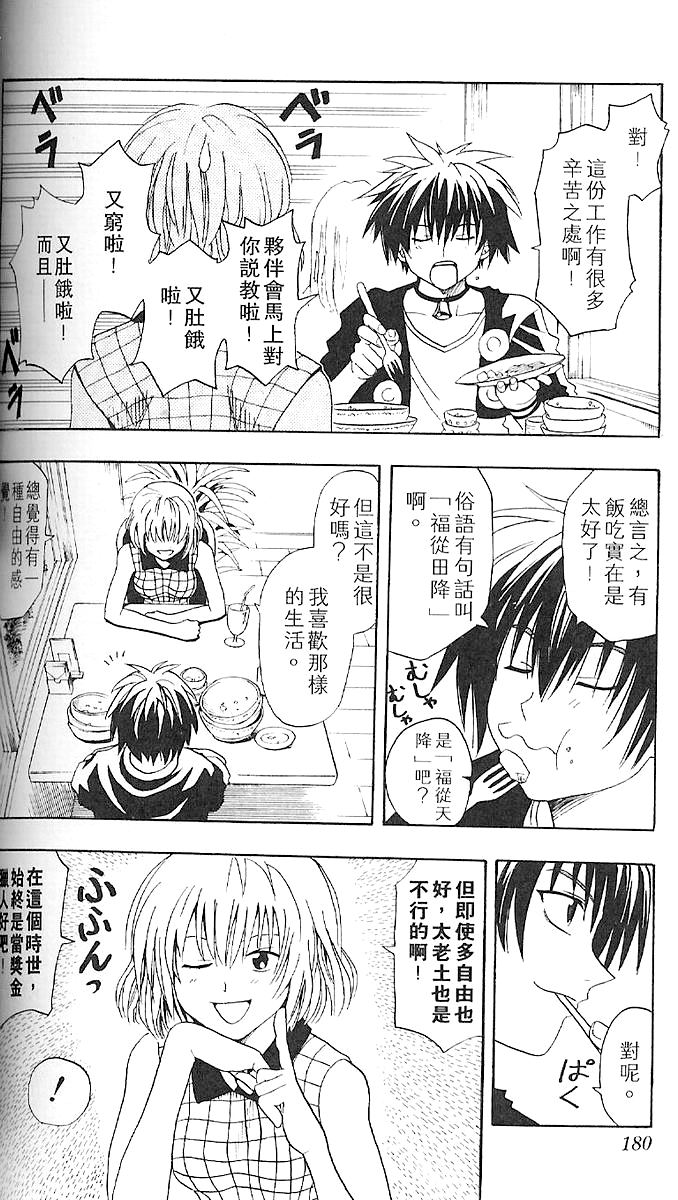 對！
這份工作有很多
辛苦之處啊！
夥伴會馬上對
你說教啦！
又肚餓
啦！
又窮啦！
又肚餓啦！
而且——
ベラ
ベラ
ベ
總言之，有
飯吃實在是
太好了！
俗語有句話叫
「福從田降」
啊。
むしゃ
むしゃ
是「福從天
降」吧？
但這不是很
好嗎？
我喜歡那樣
的生活。
總覺得有一
種自由的感
覺！
對呢。
ぱく
但即使多自由也
好，太老土也是
不行的啊！
ふふんっ
在這個時世，
始終是當獎金
獵人好吧！
！
180